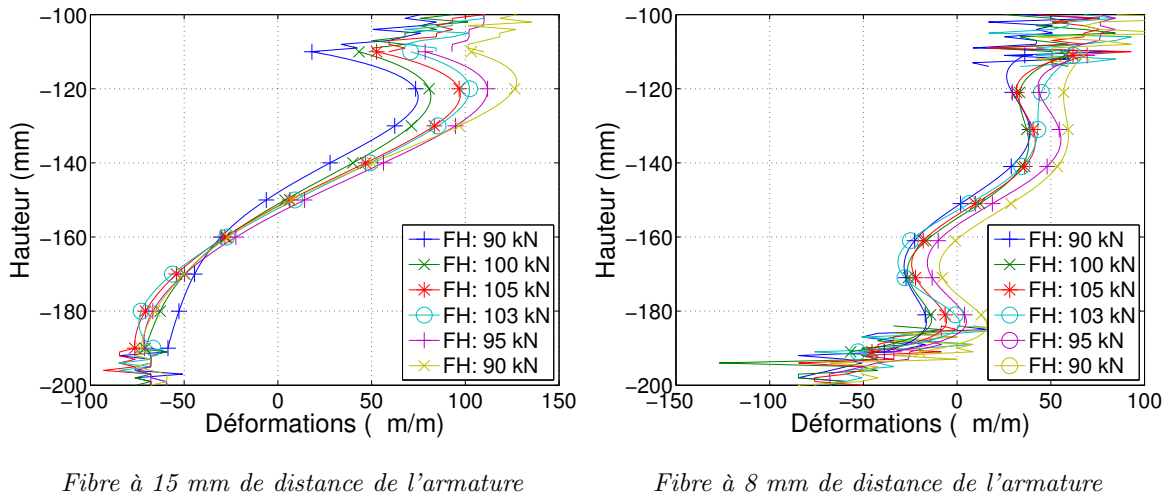 −100
−120
−140
−160
−180
−200
Hauteur (mm)
−100
−50
0
50
100
150
Déformations ( m/m)
FH: 90 kN
FH: 100 kN
FH: 105 kN
FH: 103 kN
FH: 95 kN
FH: 90 kN
−100
−120
−140
−160
−180
−200
Hauteur (mm)
−150
−100
−50
0
50
100
Déformations ( m/m)
FH: 90 kN
FH: 100 kN
FH: 105 kN
FH: 103 kN
FH: 95 kN
FH: 90 kN
Fibre à 15 mm de distance de l'armature
Fibre à 8 mm de distance de l'armature